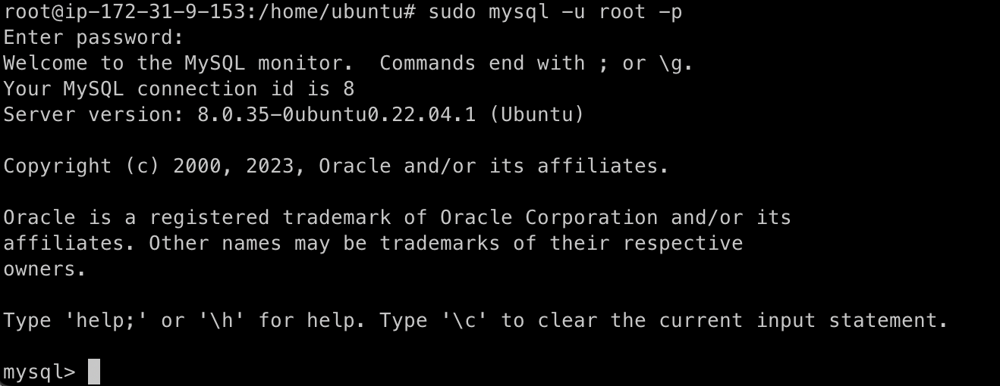 root@ip-172-31-9-153:/home/ubuntu# sudo mysql -u root -p
Enter password:
Welcome to the MySQL monitor.  Commands end with ; or \g.
Your MySQL connection id is 8
Server version: 8.0.35-0ubuntu0.22.04.1 (Ubuntu)

Copyright (c) 2000, 2023, Oracle and/or its affiliates.

Oracle is a registered trademark of Oracle Corporation and/or its
affiliates. Other names may be trademarks of their respective
owners.

Type 'help;' or '\h' for help. Type '\c' to clear the current input statement.

mysql>